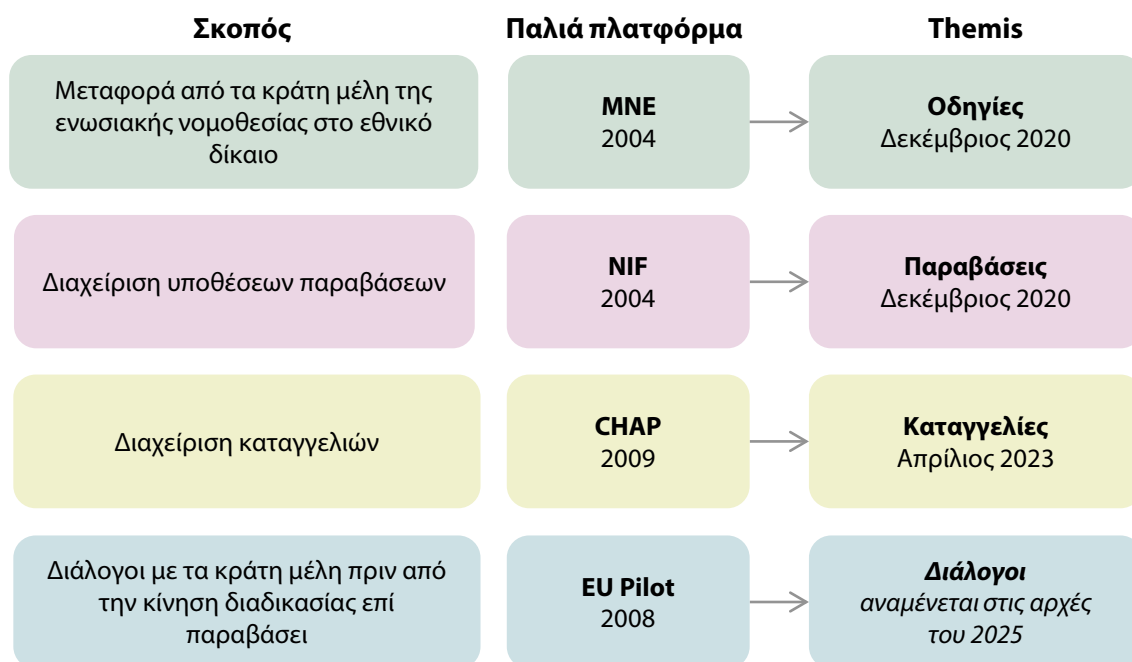 Σκοπός
Παλιά πλατφόρμα
Themis
Μεταφορά από τα κράτη μέλη της
ενωσιακής νομοθεσίας στο εθνικό
δίκαιο
MNE
2004
Οδηγίες
Δεκέμβριος 2020
Διαχείριση υποθέσεων παραβάσεων
NIF
2004
Παραβάσεις
Δεκέμβριος 2020
Διαχείριση καταγγελιών
CHAP
2009
Καταγγελίες
Απρίλιος 2023
Διάλογοι με τα κράτη μέλη πριν από
την κίνηση διαδικασίας επί
παραβάσει
EU Pilot
2008
Διάλογοι
αναμένεται στις αρχές
του 2025